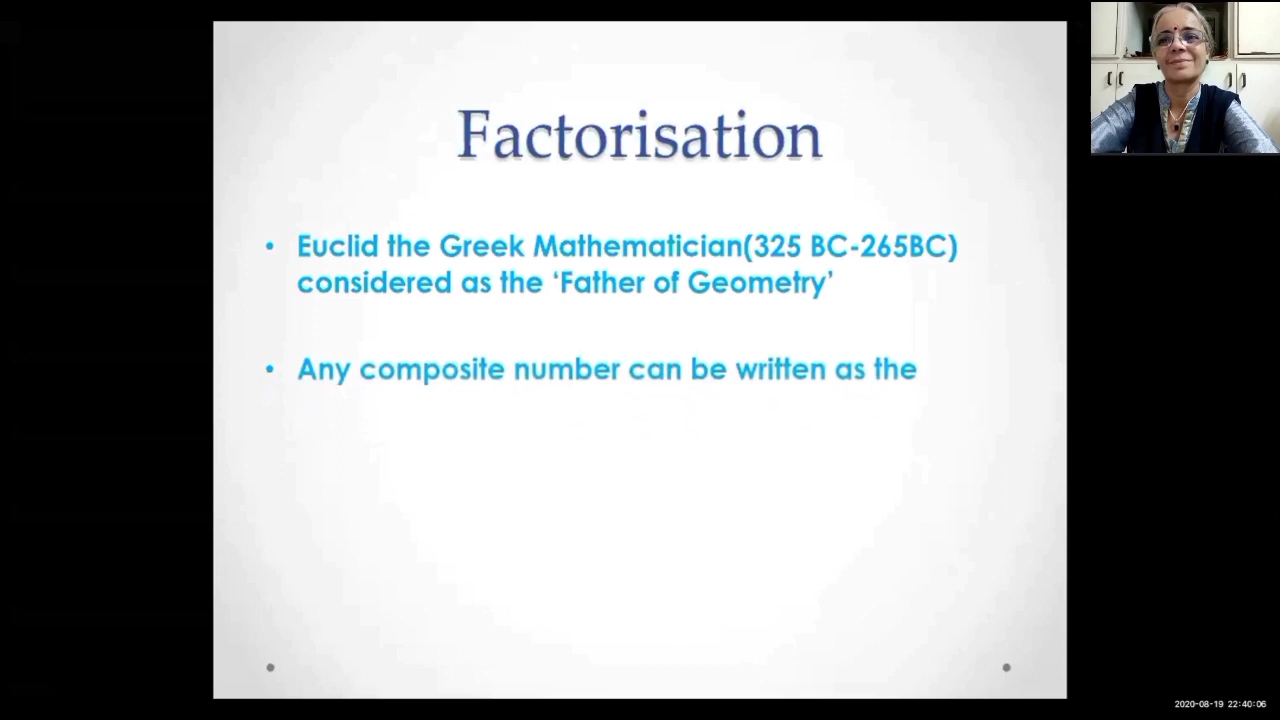 Factorisation
• Euclid the Greek Mathematician(325 BC-265BC)
considered as the ‘Father of Geometry’
• Any composite number can be written as the
2020-08-19 22:40:06